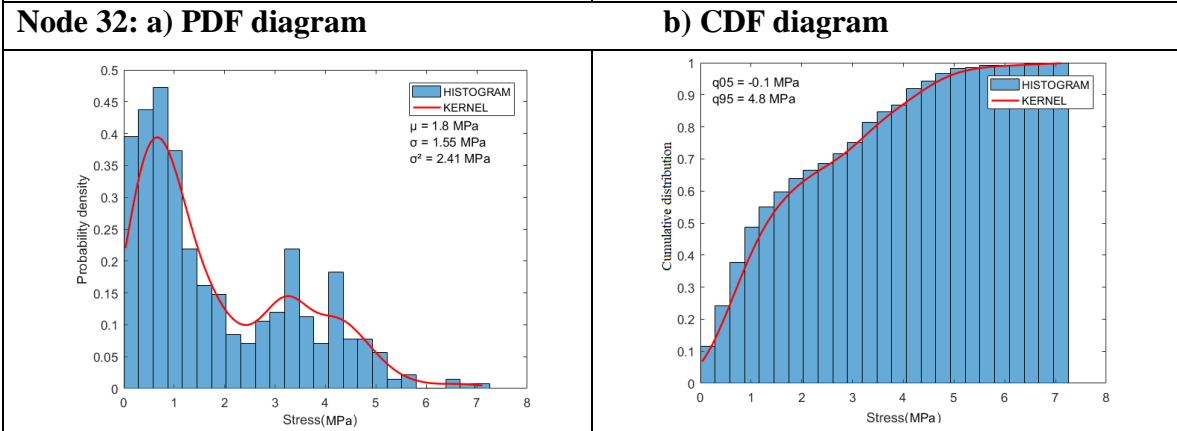 Node 32: a) PDF diagram
b) CDF diagram
0.5
0.45
0.4
0.35
0.3
0.25
0.2
0.15
0.1
0.05
0
Probability density
HISTOGRAM
KERNEL
μ = 1.8 MPa
σ = 1.55 MPa
σ² = 2.41 MPa
0 1 2 3 4 5 6 7 8
Stress(MPa)
1
0.9
0.8
0.7
0.6
0.5
0.4
0.3
0.2
0.1
0
Cumulative distribution
q05 = -0.1 MPa
q95 = 4.8 MPa
HISTOGRAM
KERNEL
0 1 2 3 4 5 6 7 8
Stress(MPa)